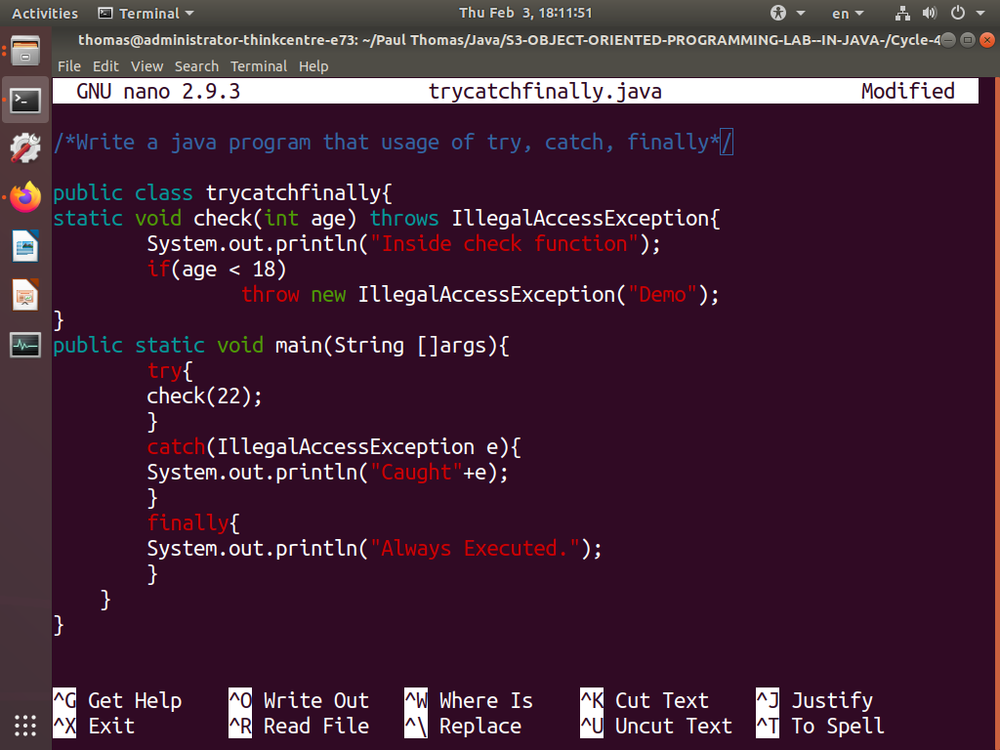 Activities Terminal Thu Feb 3, 18:11:51 en
thomas@administrator-thinkcentre-e73: ~/Paul Thomas/Java/S3-OBJECT-ORIENTED-PROGRAMMING-LAB--IN-JAVA-/Cycle-4
File Edit View Search Terminal Help
GNU nano 2.9.3 trycatchfinally.java Modified
/*Write a java program that usage of try, catch, finally*/
public class trycatchfinally{
static void check(int age) throws IllegalAccessException{
System.out.println("Inside check function");
if(age < 18)
throw new IllegalAccessException("Demo");
}
public static void main(String []args){
try{
check(22);
}
catch(IllegalAccessException e){
System.out.println("Caught"+e);
}
finally{
System.out.println("Always Executed.");
}
}
}
^G Get Help ^O Write Out ^W Where Is ^K Cut Text ^J Justify
^X Exit ^R Read File ^\ Replace ^U Uncut Text ^T To Spell